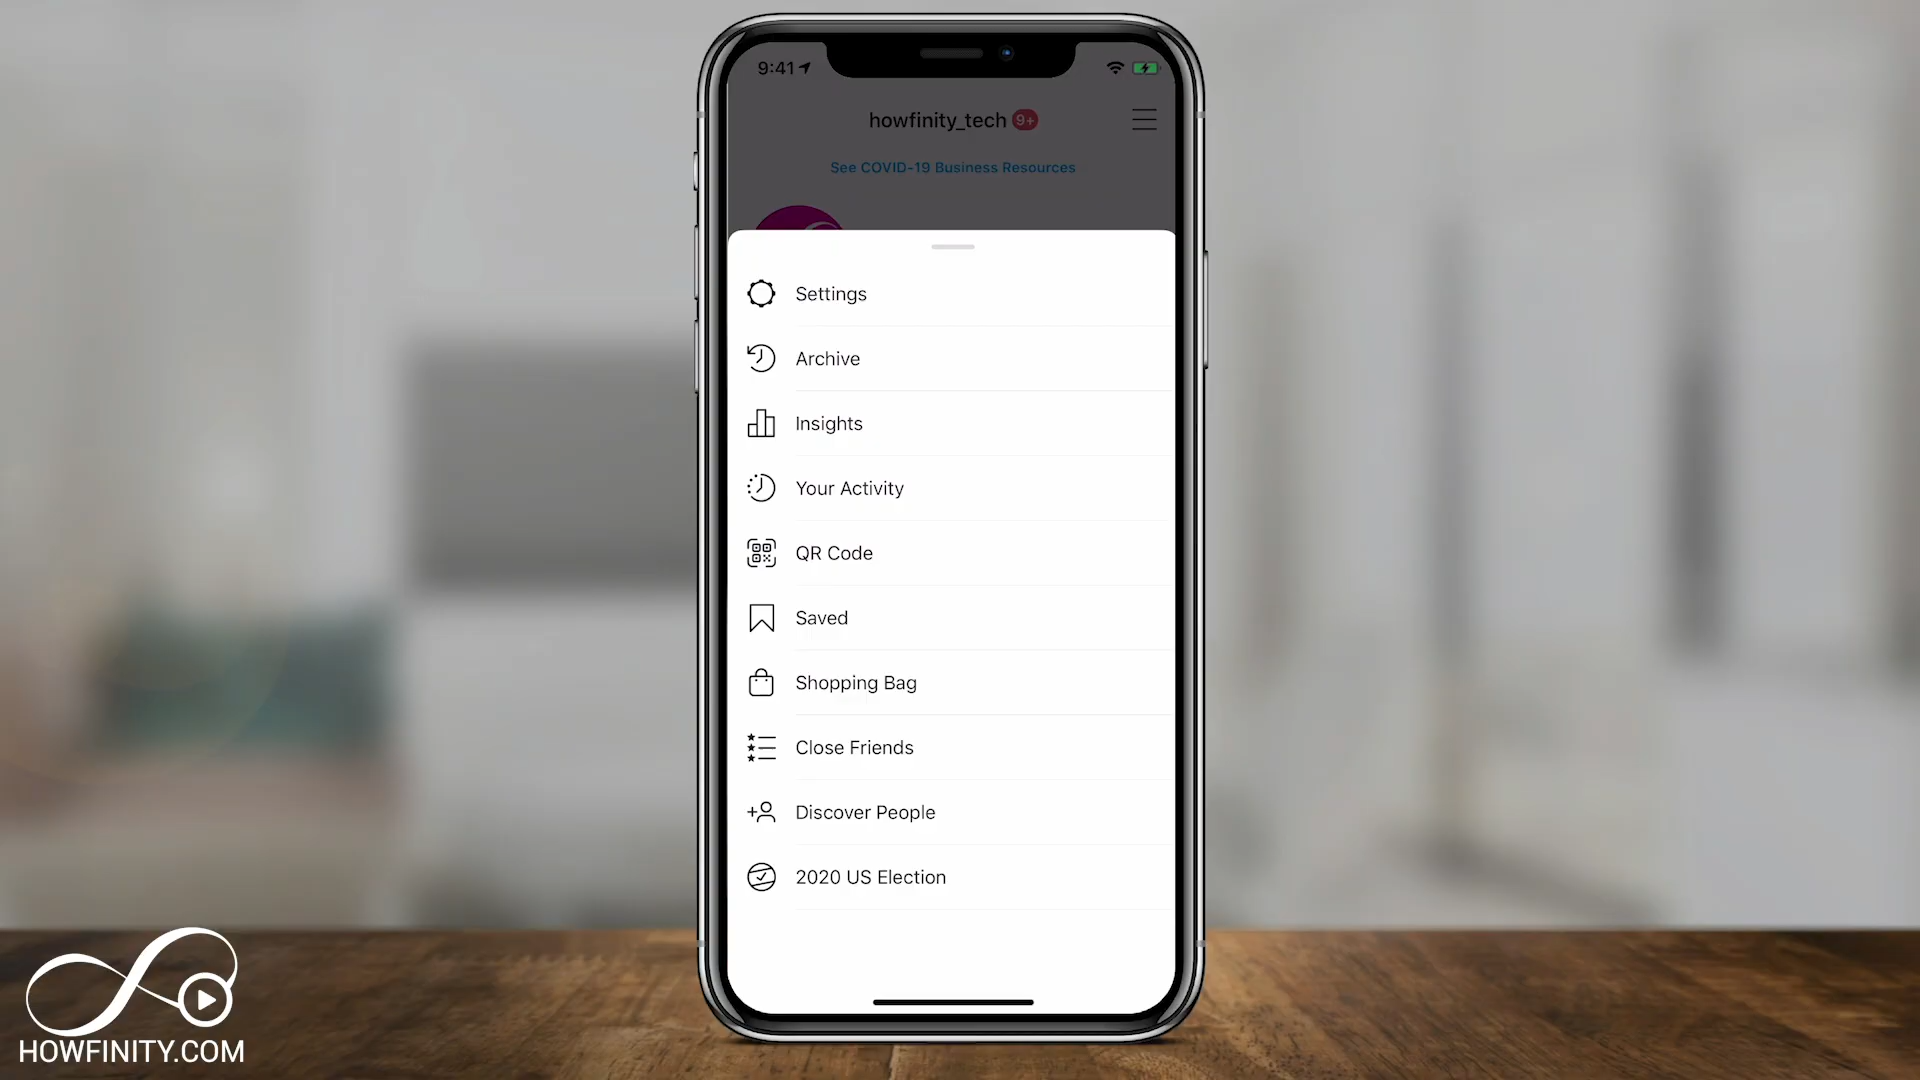 9:41
howfinity_tech 9+
See COVID-19 Business Resources
Settings
Archive
Insights
Your Activity
QR Code
Saved
Shopping Bag
Close Friends
Discover People
2020 US Election
HOWFINITY.COM